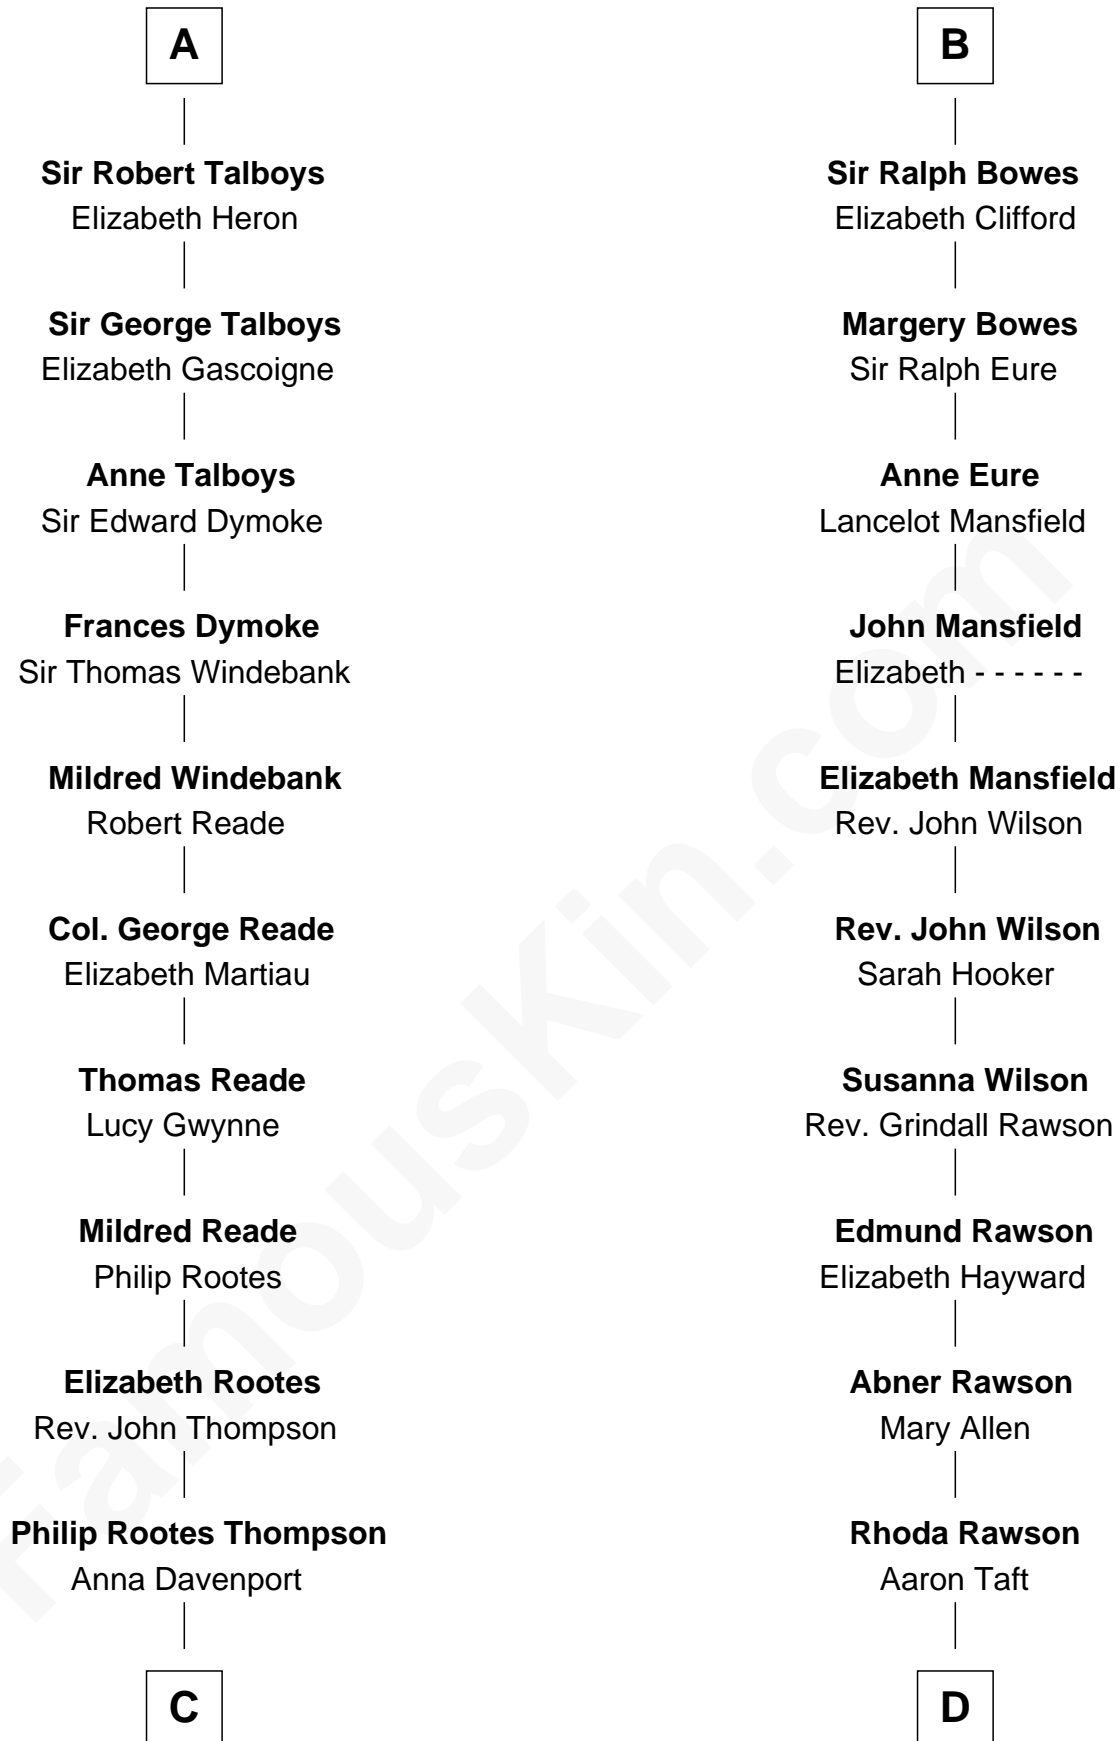 A
Sir Robert Talboys
Elizabeth Heron
Sir George Talboys
Elizabeth Gascoigne
Anne Talboys
Sir Edward Dymoke
Frances Dymoke
Sir Thomas Windebank
Mildred Windebank
Robert Reade
Col. George Reade
Elizabeth Martiau
Thomas Reade
Lucy Gwynne
Mildred Reade
Philip Rootes
Elizabeth Rootes
Rev. John Thompson
Philip Rootes Thompson
Anna Davenport
C
B
Sir Ralph Bowes
Elizabeth Clifford
Margery Bowes
Sir Ralph Eure
Anne Eure
Lancelot Mansfield
John Mansfield
Elizabeth - - - - - -
Elizabeth Mansfield
Rev. John Wilson
Rev. John Wilson
Sarah Hooker
Susanna Wilson
Rev. Grindall Rawson
Edmund Rawson
Elizabeth Hayward
Abner Rawson
Mary Allen
Rhoda Rawson
Aaron Taft
D
FamousKin.com